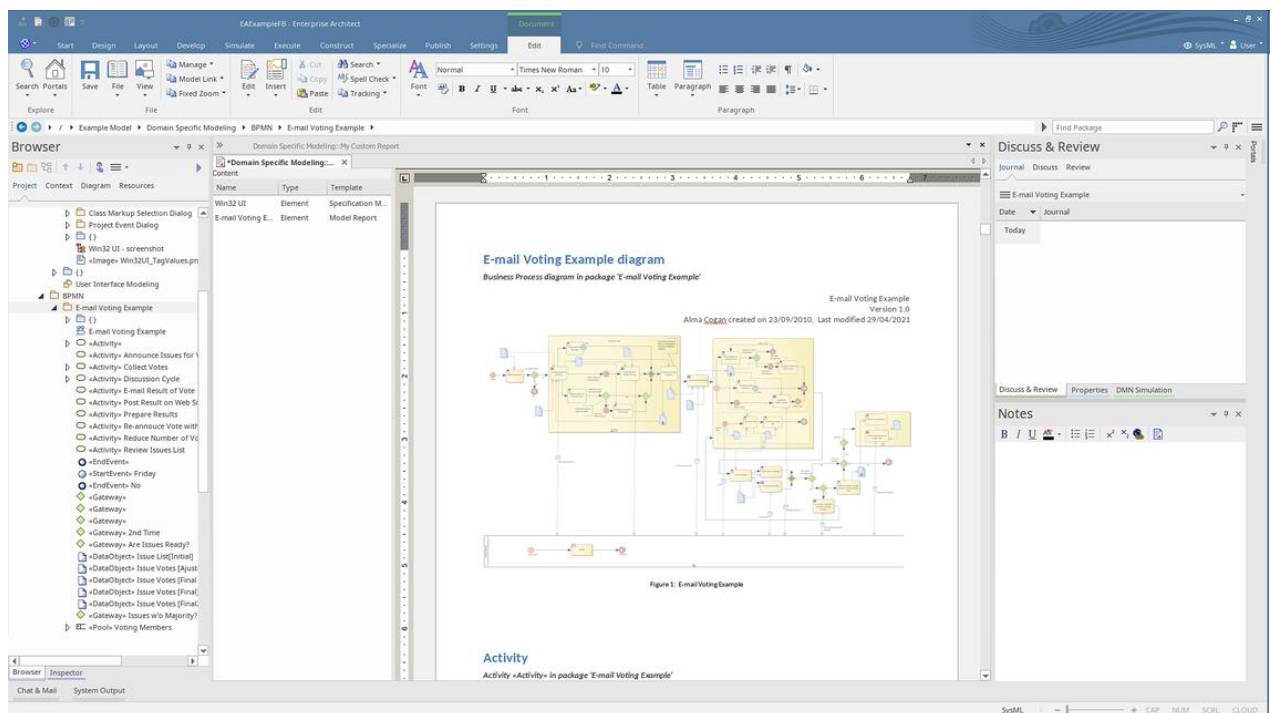 EAExampleFB - Enterprise Architect
Document
Start Design Layout Develop Simulate Execute Construct Specialize Publish Settings Edit Find Command...
SysML User
Search Portals Save File View
Manage
Model Link
Fixed Zoom
Edit Insert
Cut
Copy
Paste
Search
Spell Check
Tracking
Font
Normal Times New Roman 10
Table Paragraph
Explore File Edit Font Paragraph
/ Example Model Domain Specific Modeling BPMN E-mail Voting Example
Find Package
Browser
Project Context Diagram Resources
Class Markup Selection Dialog
Project Event Dialog
{}
Win32 UI - screenshot
«Image» Win32UI_TagValues.pn
{}
User Interface Modeling
BPMN
E-mail Voting Example
{}
E-mail Voting Example
«Activity»
«Activity» Announce Issues for V
«Activity» Collect Votes
«Activity» Discussion Cycle
«Activity» E-mail Result of Vote
«Activity» Post Result on Web Si
«Activity» Prepare Results
«Activity» Re-annouce Vote with
«Activity» Reduce Number of Vo
«Activity» Review Issues List
«EndEvent»
«StartEvent» Friday
«EndEvent» No
«Gateway»
«Gateway»
«Gateway»
«Gateway» 2nd Time
«Gateway» Are Issues Ready?
«DataObject» Issue List[Initial]
«DataObject» Issue Votes [Ajust
«DataObject» Issue Votes [Final
«DataObject» Issue Votes [Final]
«DataObject» Issue Votes [Final.
«Gateway» Issues w/o Majority?
«Pool» Voting Members
Browser Inspector
Chat & Mail System Output
Domain Specific Modeling::My Custom Report
*Domain Specific Modeling::...
Content
Name Type Template
Win32 UI Element Specification M...
E-mail Voting E... Element Model Report
1 2 3 4 5 6 7
E-mail Voting Example diagram
Business Process diagram in package 'E-mail Voting Example'
E-mail Voting Example
Version 1.0
Alma Cogan created on 23/09/2010. Last modified 29/04/2021
Figure 1: E-mail Voting Example
Activity
Activity «Activity» in package 'E-mail Voting Example'
Discuss & Review
Journal Discuss Review
E-mail Voting Example
Date Journal
Today
Discuss & Review Properties DMN Simulation
Notes
Portals
SysML CAP NUM SCRL CLOUD